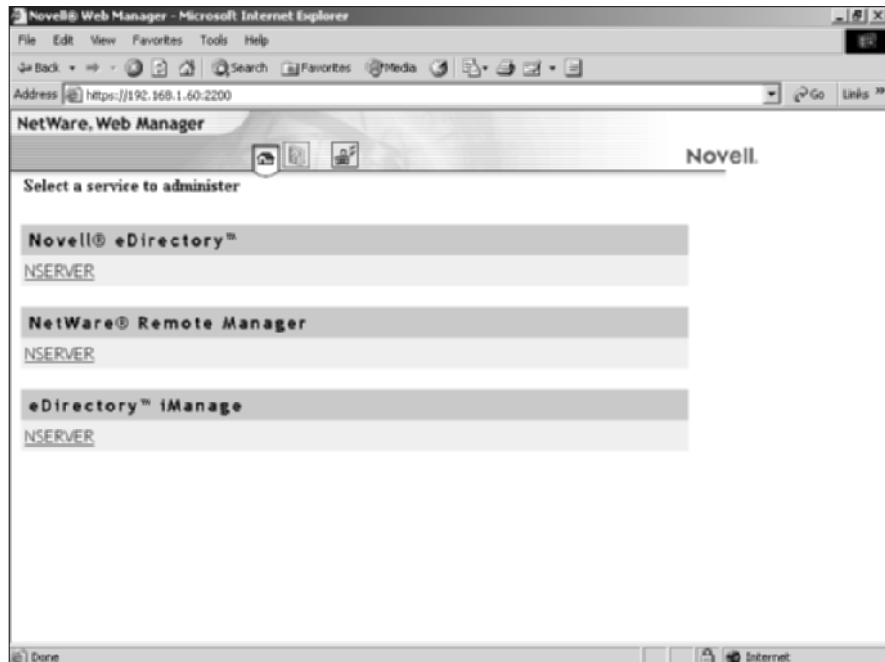 Novell® Web Manager - Microsoft Internet Explorer
File Edit View Favorites Tools Help
Back Search Favorites Media
Address https://192.168.1.60:2200 Go Links »
NetWare, Web Manager
Novell.
Select a service to administer
Novell® eDirectory™
NSERVER
NetWare® Remote Manager
NSERVER
eDirectory™ iManage
NSERVER
Done Internet